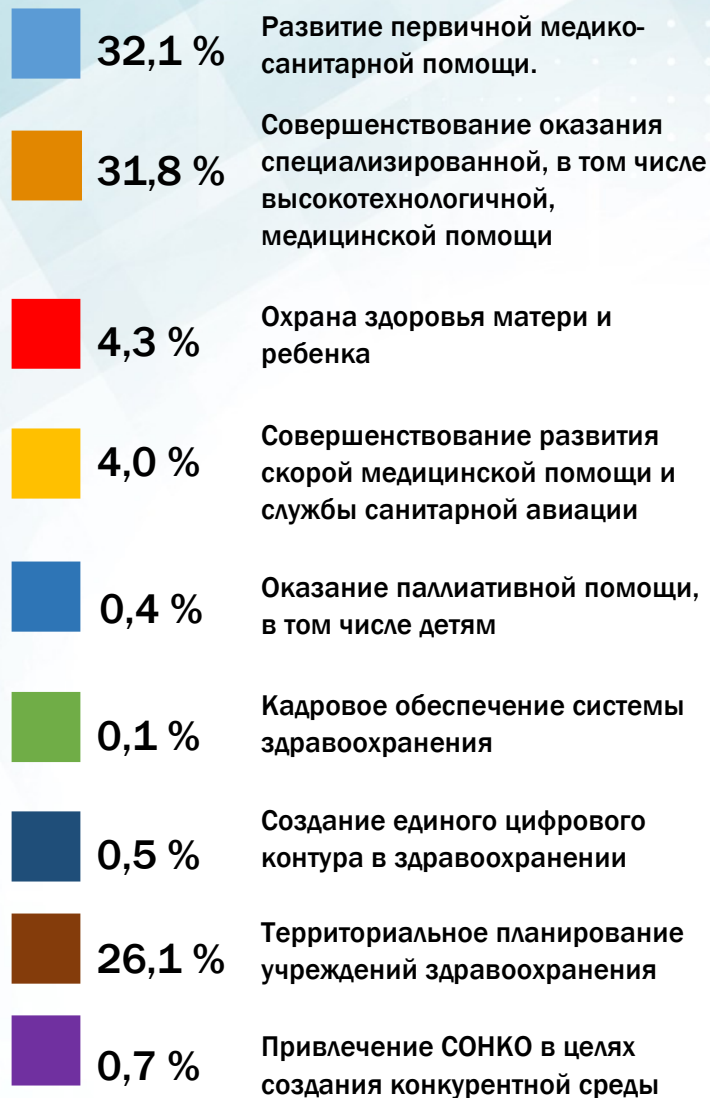 32,1 %
Развитие первичной медико-
санитарной помощи.
31,8 %
Совершенствование оказания
специализированной, в том числе
высокотехнологичной,
медицинской помощи
4,3 %
Охрана здоровья матери и
ребенка
4,0 %
Совершенствование развития
скорой медицинской помощи и
службы санитарной авиации
0,4 %
Оказание паллиативной помощи,
в том числе детям
0,1 %
Кадровое обеспечение системы
здравоохранения
0,5 %
Создание единого цифрового
контура в здравоохранении
26,1 %
Территориальное планирование
учреждений здравоохранения
0,7 %
Привлечение СОНКО в целях
создания конкурентной среды